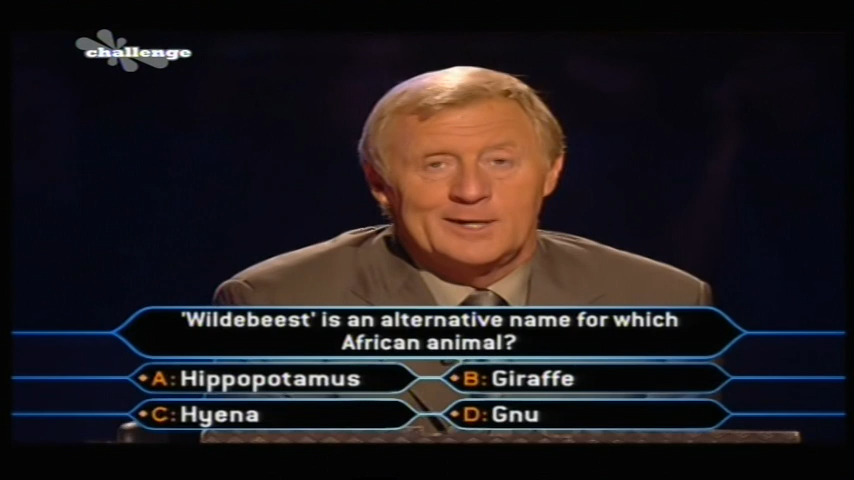 challenge
'Wildebeest' is an alternative name for which
African animal?
A: Hippopotamus
B: Giraffe
C: Hyena
D: Gnu